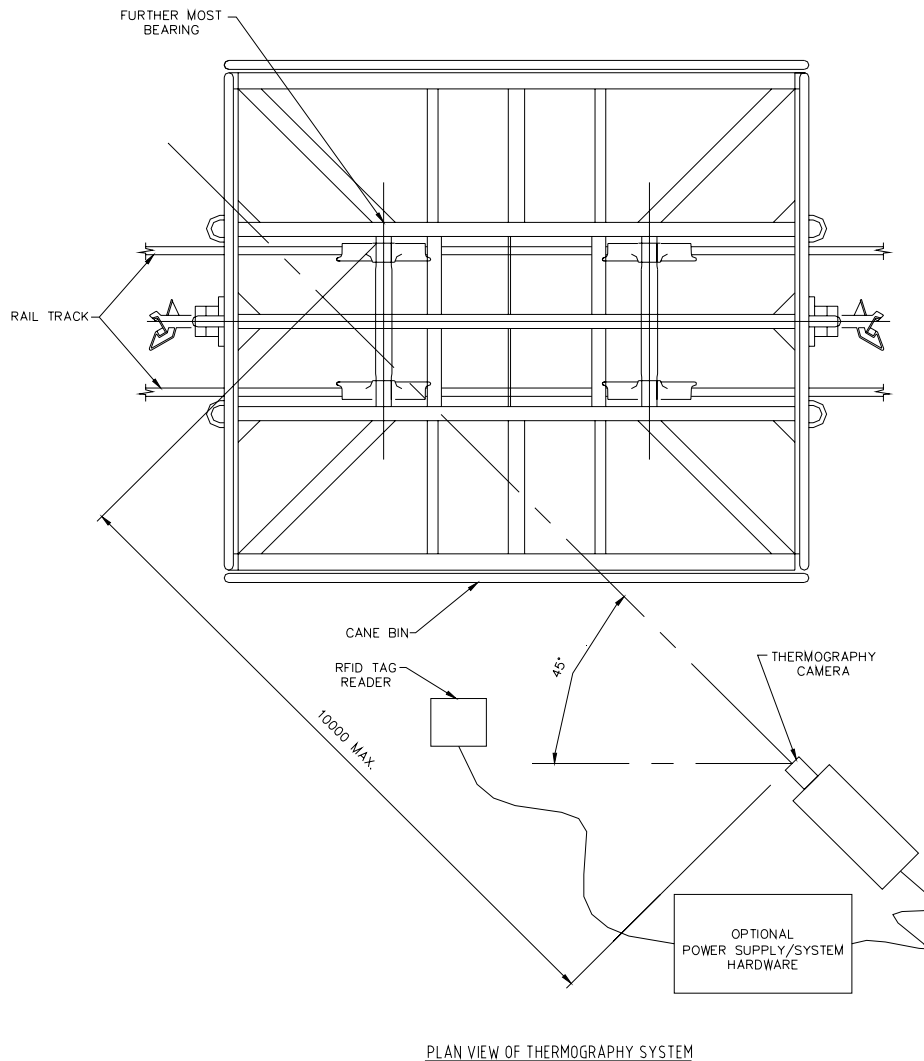 FURTHER MOST
BEARING
RAIL TRACK
CANE BIN
RFID TAG
READER
45°
THERMOGRAPHY
CAMERA
10000 MAX.
OPTIONAL
POWER SUPPLY/SYSTEM
HARDWARE
PLAN VIEW OF THERMOGRAPHY SYSTEM